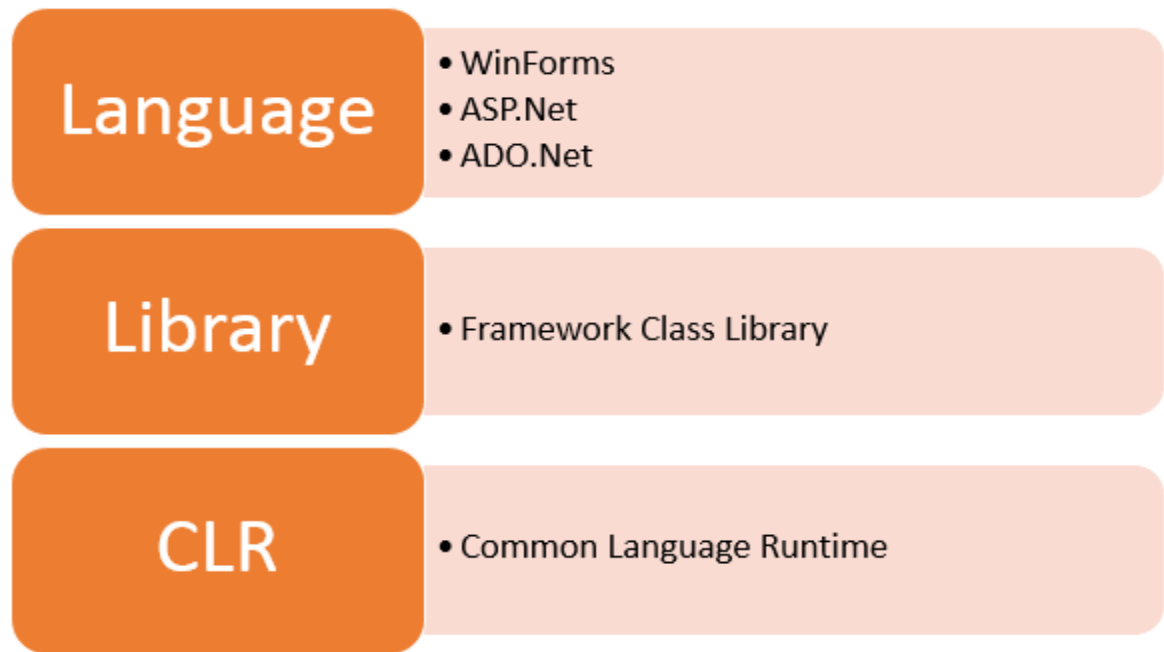 Language
• WinForms
• ASP.Net
• ADO.Net
Library
• Framework Class Library
CLR
• Common Language Runtime